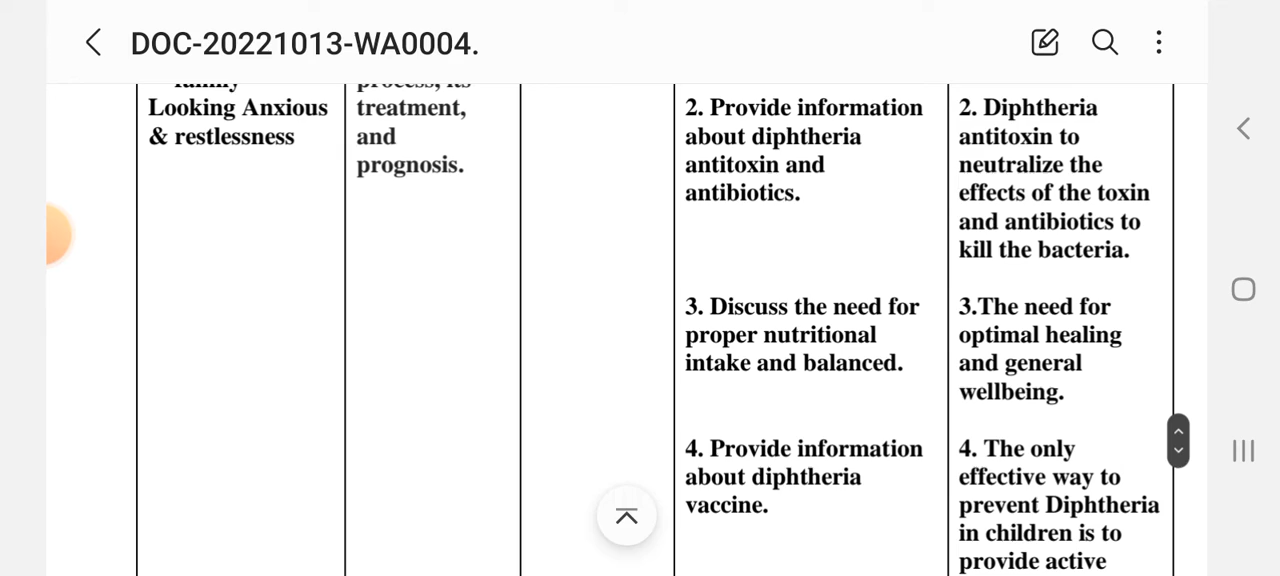 DOC-20221013-WA0004.
family
Looking Anxious
& restlessness
process, its
treatment,
and
prognosis.
2. Provide information
about diphtheria
antitoxin and
antibiotics.
3. Discuss the need for
proper nutritional
intake and balanced.
4. Provide information
about diphtheria
vaccine.
2. Diphtheria
antitoxin to
neutralize the
effects of the toxin
and antibiotics to
kill the bacteria.
3.The need for
optimal healing
and general
wellbeing.
4. The only
effective way to
prevent Diphtheria
in children is to
provide active